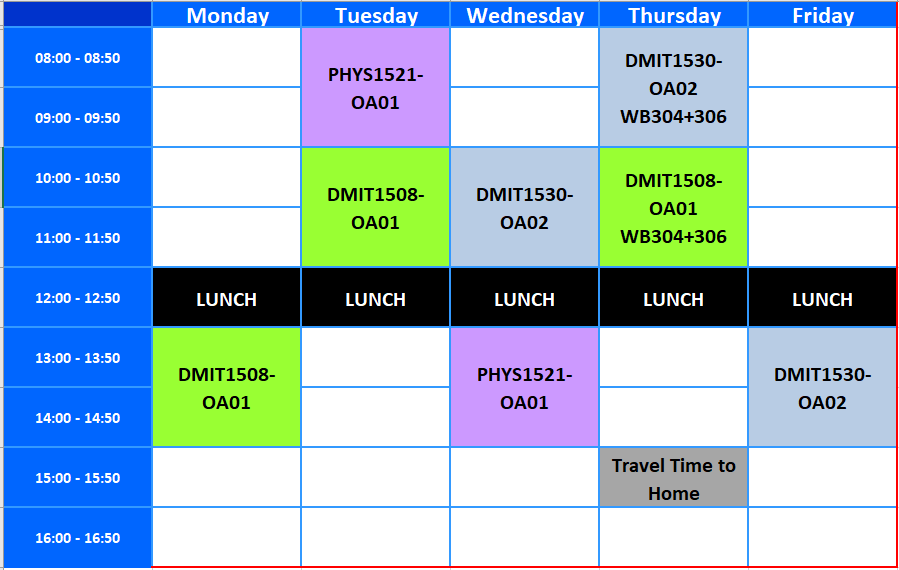 Monday Tuesday Wednesday Thursday Friday
08:00 - 08:50
PHYS1521-
OA01
DMIT1530-
OA02
WB304+306
09:00 - 09:50
10:00 - 10:50
DMIT1508-
OA01
DMIT1530-
OA02
DMIT1508-
OA01
WB304+306
11:00 - 11:50
12:00 - 12:50
LUNCH LUNCH LUNCH LUNCH LUNCH
13:00 - 13:50
DMIT1508-
OA01
PHYS1521-
OA01
DMIT1530-
OA02
14:00 - 14:50
15:00 - 15:50
Travel Time to
Home
16:00 - 16:50